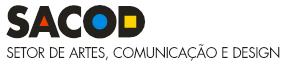 SACOD
SETOR DE ARTES, COMUNICAÇÃO E DESIGN